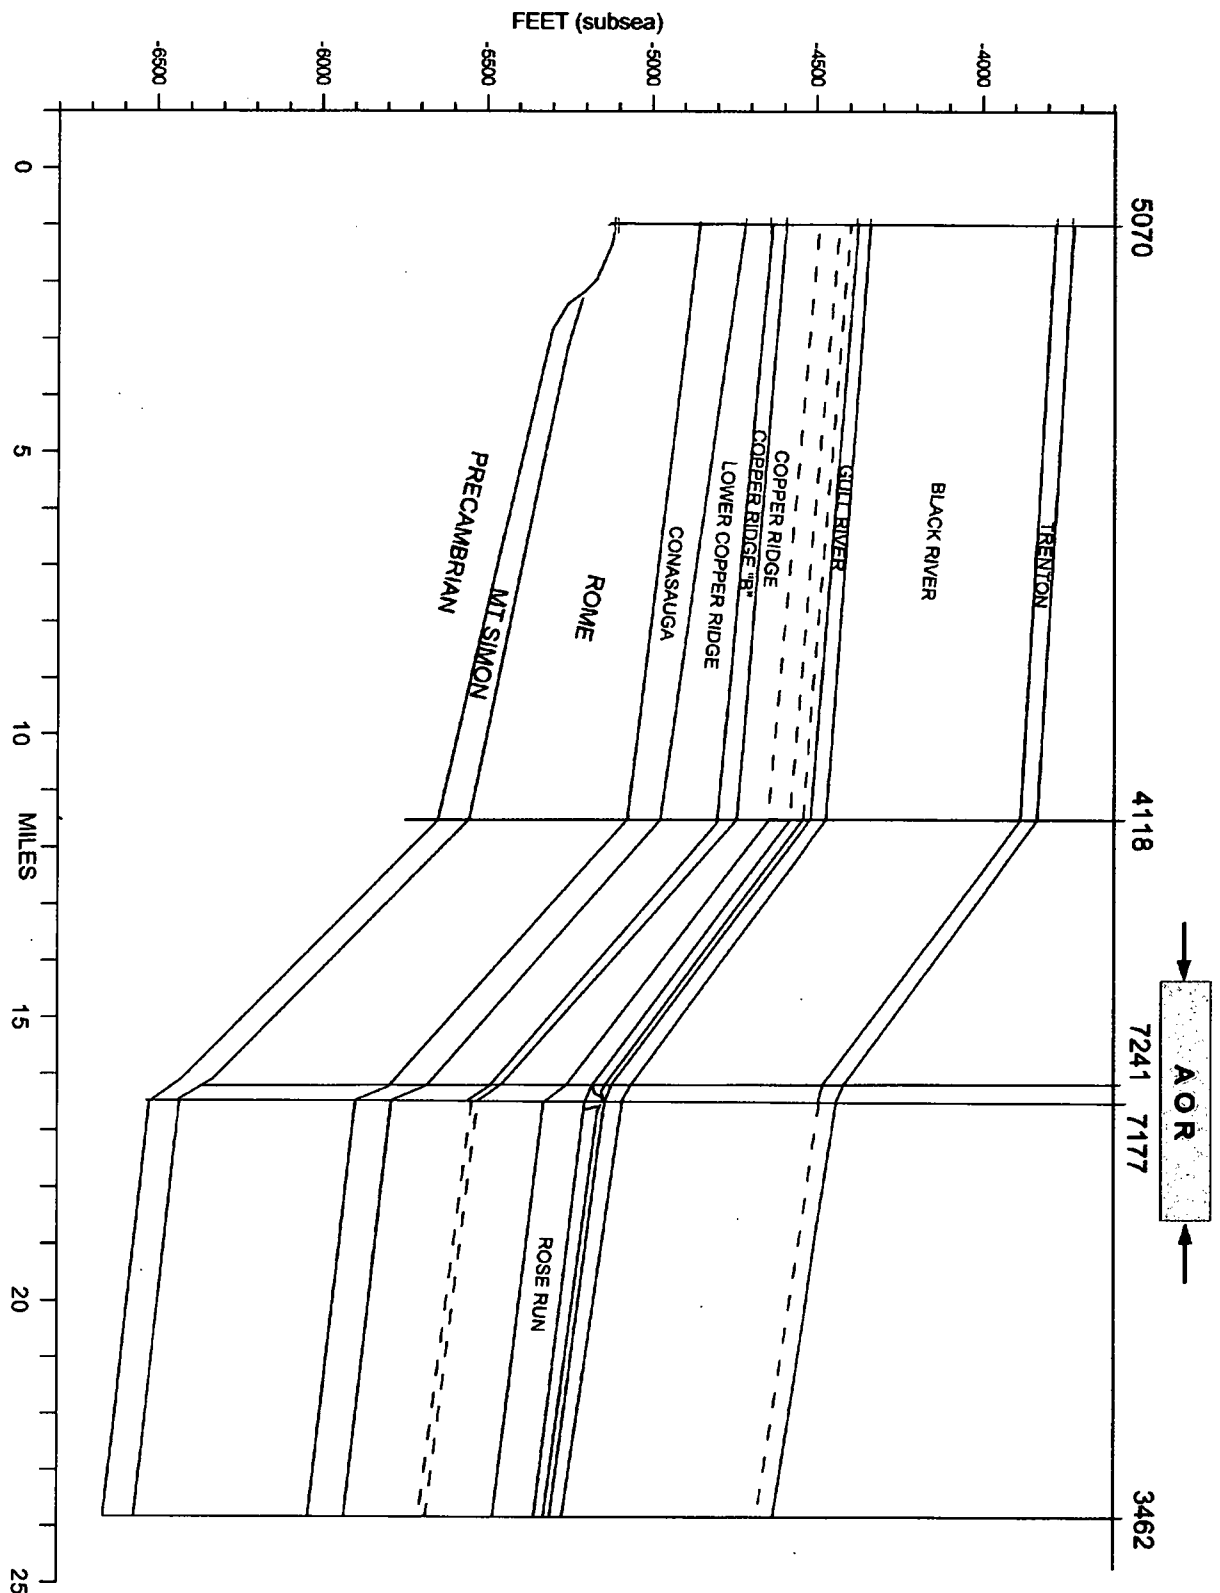 A O R
5070
4118
7241
7177
3462
FEET (subsea)
-4000
-4500
-5000
-5500
-6000
-6500
TRENTON
BLACK RIVER
GULL RIVER
COPPER RIDGE
COPPER RIDGE "B"
LOWER COPPER RIDGE
CONASAUGA
ROME
MT SIMON
PRECAMBRIAN
ROSE RUN
0
5
10
15
20
25
MILES